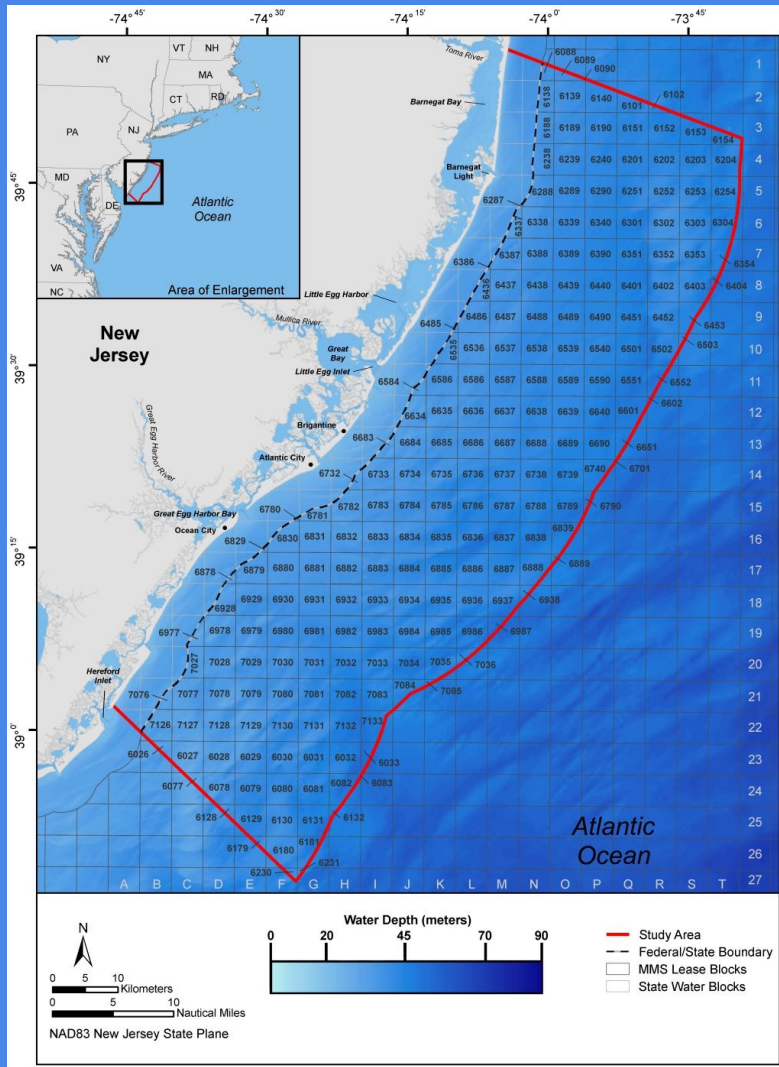 -74°45'
-74°30'
-74°15'
-74°0'
-73°45'
NY
VT
NH
MA
CT
RD
PA
NJ
MD
DE
VA
NC
Atlantic
Ocean
Area of Enlargement
Toms River
Barnegat Bay
Barnegat
Light
Little Egg Harbor
Mullica River
Great
Bay
Little Egg Inlet
New
Jersey
Brigantine
Atlantic City
Great Egg Harbor River
Great Egg Harbor Bay
Ocean City
Hereford
Inlet
39°45'
39°30'
39°15'
39°0'
6088
6089
6090 1
6138 6139 6140 6101 6102 2
6188 6189 6190 6151 6152 6153 6154 3
6238 6239 6240 6201 6202 6203 6204 4
6287 6288 6289 6290 6251 6252 6253 6254 5
6337 6338 6339 6340 6301 6302 6303 6304 6
6386 6387 6388 6389 6390 6351 6352 6353 6354 7
6436 6437 6438 6439 6440 6401 6402 6403 6404 8
6485 6486 6487 6488 6489 6490 6451 6452 6453 9
6535 6536 6537 6538 6539 6540 6501 6502 6503 10
6584 6586 6586 6587 6588 6589 6590 6551 6552 11
6634 6635 6636 6637 6638 6639 6640 6601 6602 12
6683 6684 6685 6686 6687 6688 6689 6690 6651 13
6732 6733 6734 6735 6736 6737 6738 6739 6740 6701 14
6780 6781 6782 6783 6784 6785 6786 6787 6788 6789 6790 15
6829 6830 6831 6832 6833 6834 6835 6836 6837 6838 6839 16
6878 6879 6880 6881 6882 6883 6884 6885 6886 6887 6888 6889 17
6928 6929 6930 6931 6932 6933 6934 6935 6936 6937 6938 18
6977 6978 6979 6980 6981 6982 6983 6984 6985 6986 6987 19
7027 7028 7029 7030 7031 7032 7033 7034 7035 7036 20
7076 7077 7078 7079 7080 7081 7082 7083 7084 7085 21
7126 7127 7128 7129 7130 7131 7132 7133 22
6026 6027 6028 6029 6030 6031 6032 6033 23
6077 6078 6079 6080 6081 6082 6083 24
6128 6129 6130 6131 6132 25
6179 6180 6181 26
6230 6231 27
A B C D E F G H I J K L M N O P Q R S T
Atlantic
Ocean
N
0 5 10
Kilometers
0 5 10
Nautical Miles
NAD83 New Jersey State Plane
Water Depth (meters)
0 20 45 70 90
Study Area
Federal/State Boundary
MMS Lease Blocks
State Water Blocks